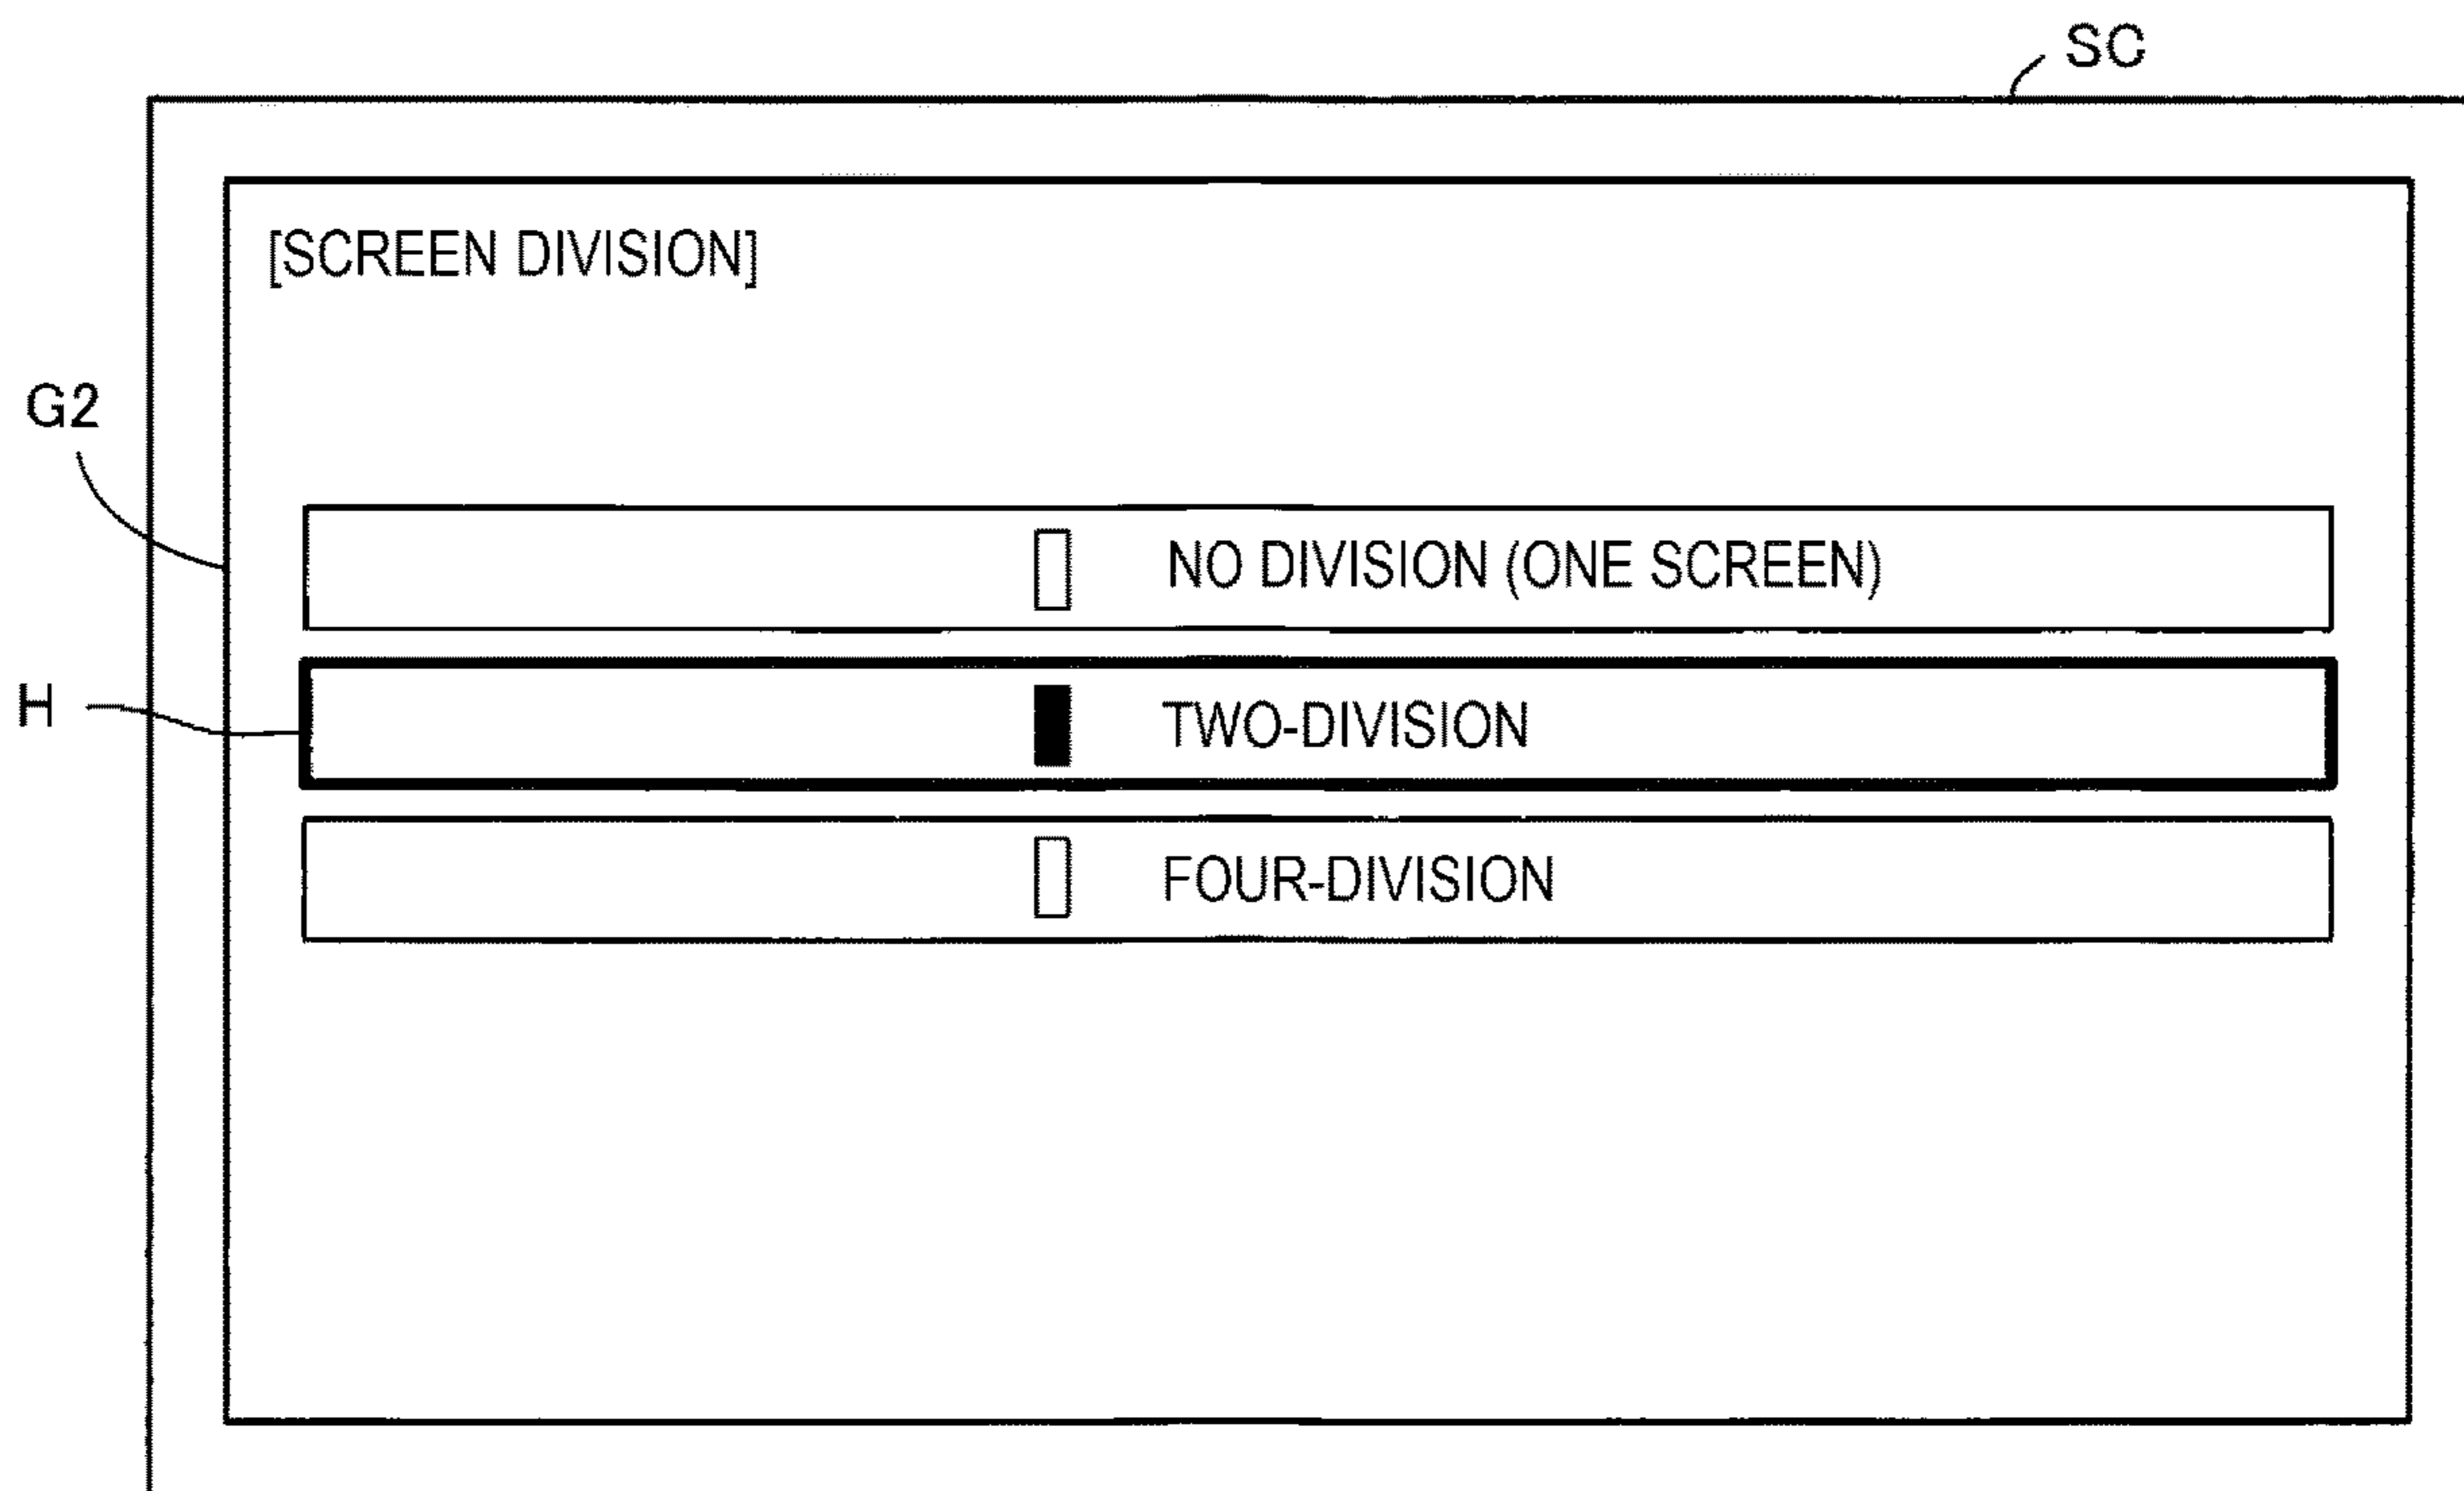 SC
[SCREEN DIVISION]
G2
NO DIVISION (ONE SCREEN)
H
TWO-DIVISION
FOUR-DIVISION